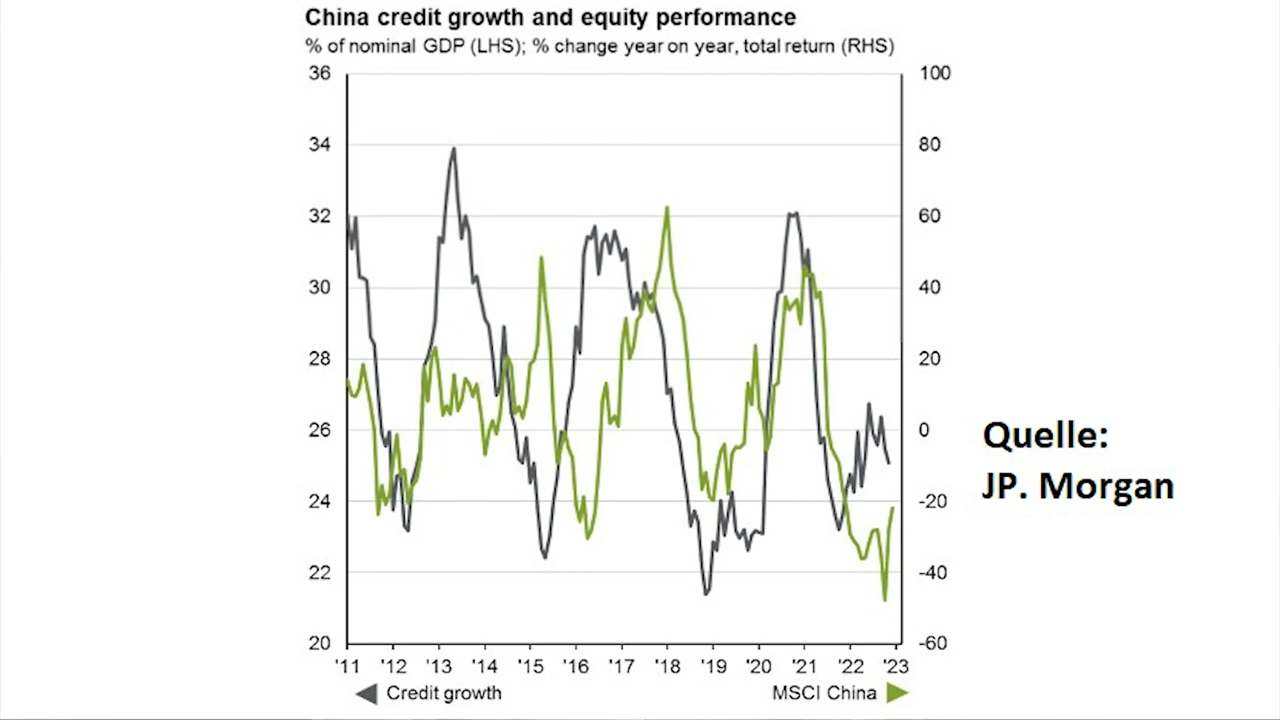 China credit growth and equity performance
% of nominal GDP (LHS); % change year on year, total return (RHS)
36 100
34 80
32 60
30 40
28 20
26 0
24 -20
22 -40
20 -60
'11 '12 '13 '14 '15 '16 '17 '18 '19 '20 '21 '22 '23
Credit growth MSCI China
Quelle:
JP. Morgan